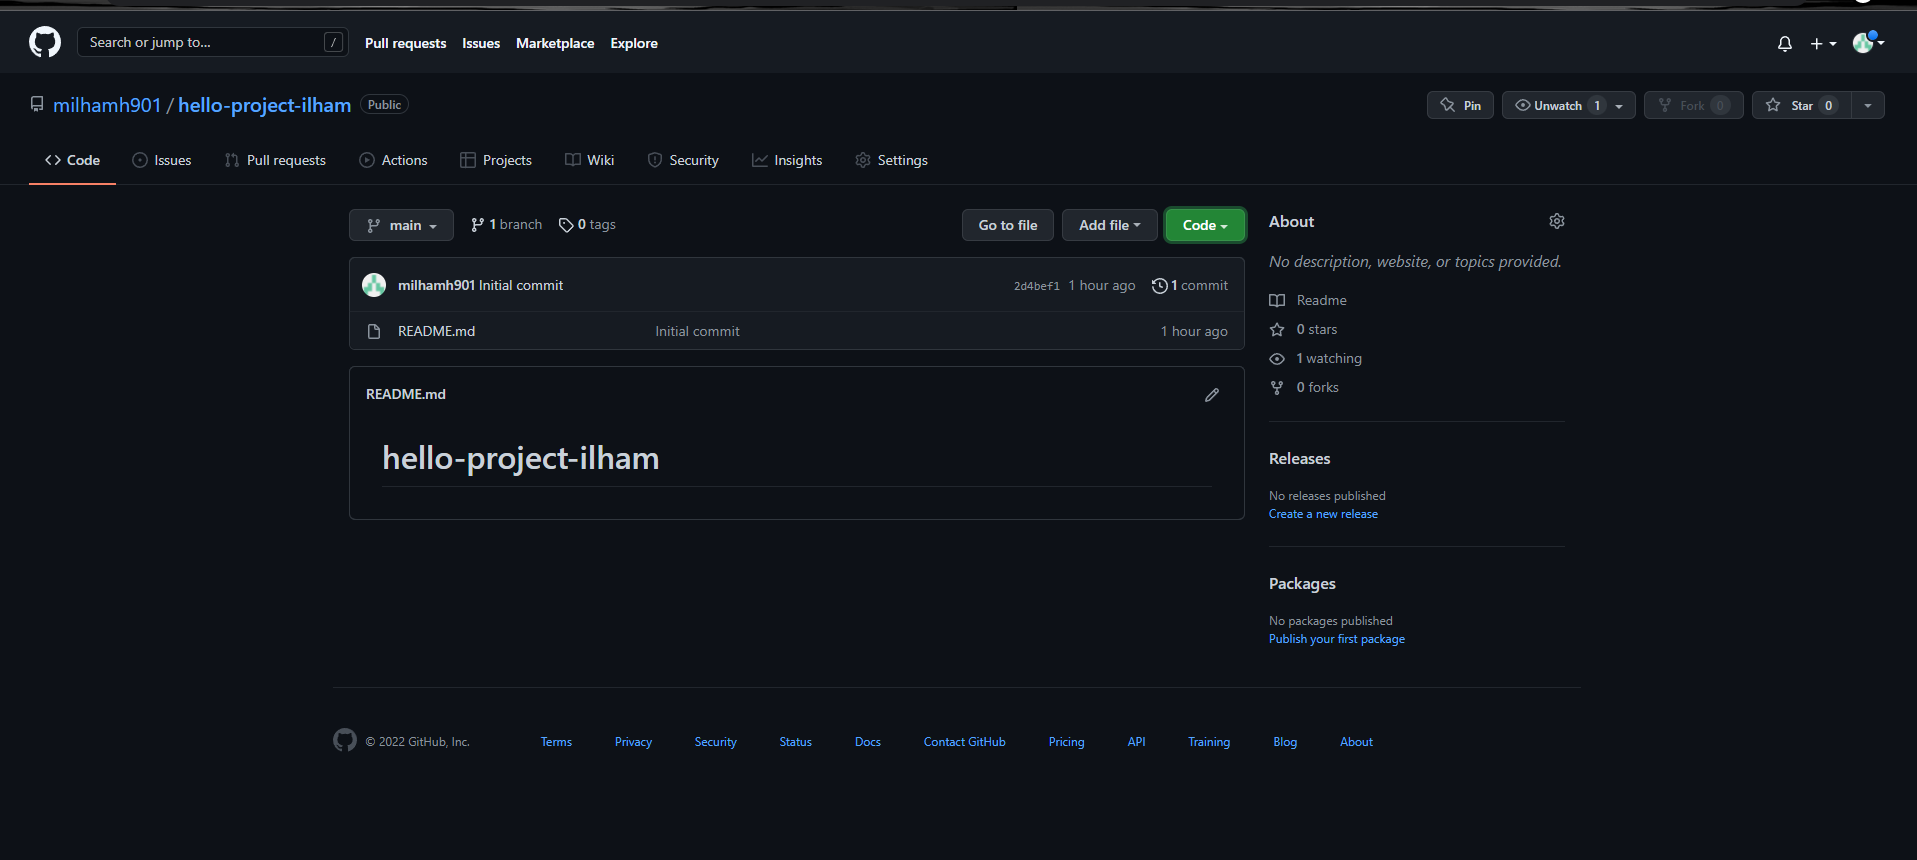 Search or jump to... / Pull requests Issues Marketplace Explore
milhamh901 / hello-project-ilham Public Pin Unwatch 1 Fork 0 Star 0
Code Issues Pull requests Actions Projects Wiki Security Insights Settings
main 1 branch 0 tags Go to file Add file Code
milhamh901 Initial commit 2d4bef1 1 hour ago 1 commit
README.md Initial commit 1 hour ago
README.md
hello-project-ilham
About
No description, website, or topics provided.
Readme
0 stars
1 watching
0 forks
Releases
No releases published
Create a new release
Packages
No packages published
Publish your first package
© 2022 GitHub, Inc. Terms Privacy Security Status Docs Contact GitHub Pricing API Training Blog About